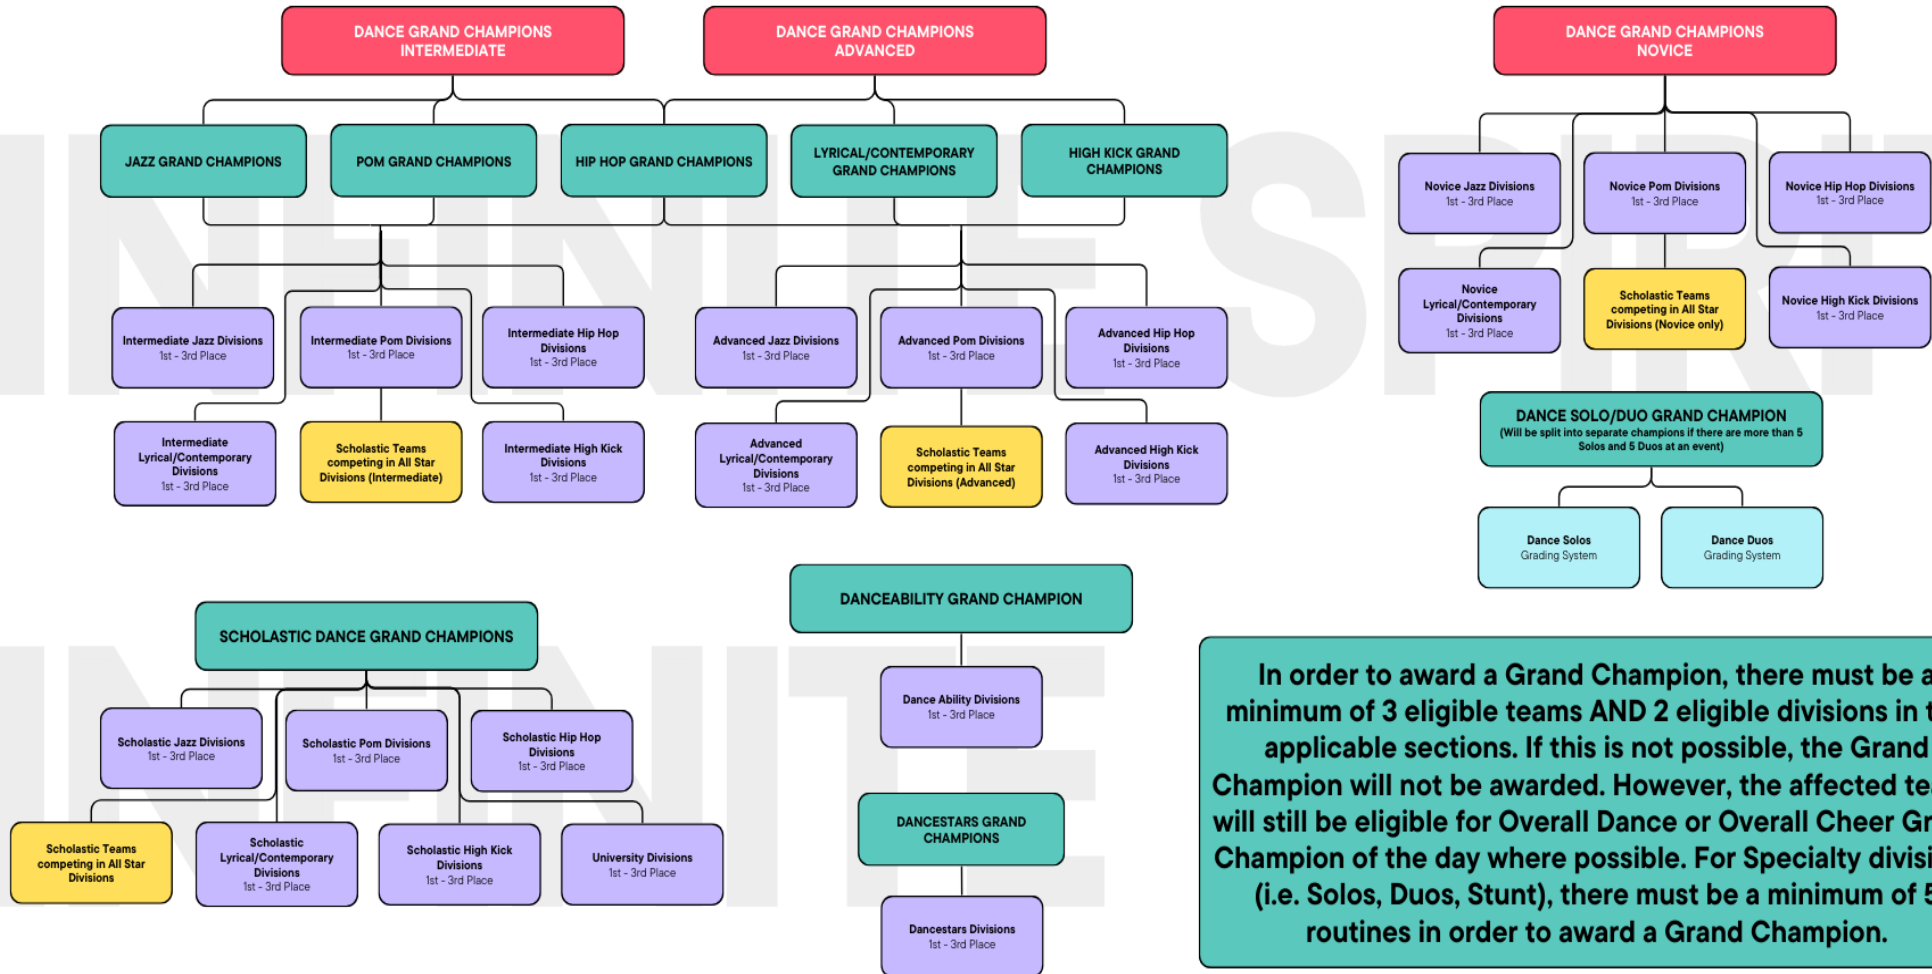 DANCE GRAND CHAMPIONS
INTERMEDIATE
DANCE GRAND CHAMPIONS
ADVANCED
DANCE GRAND CHAMPIONS
NOVICE
JAZZ GRAND CHAMPIONS
POM GRAND CHAMPIONS
HIP HOP GRAND CHAMPIONS
LYRICAL/CONTEMPORARY
GRAND CHAMPIONS
HIGH KICK GRAND
CHAMPIONS
Novice Jazz Divisions
1st - 3rd Place
Novice Pom Divisions
1st - 3rd Place
Novice Hip Hop Divisions
1st - 3rd Place
Novice
Lyrical/Contemporary
Divisions
1st - 3rd Place
Scholastic Teams
competing in All Star
Divisions (Novice only)
Novice High Kick Divisions
1st - 3rd Place
Intermediate Jazz Divisions
1st - 3rd Place
Intermediate Pom Divisions
1st - 3rd Place
Intermediate Hip Hop
Divisions
1st - 3rd Place
Advanced Jazz Divisions
1st - 3rd Place
Advanced Pom Divisions
1st - 3rd Place
Advanced Hip Hop
Divisions
1st - 3rd Place
Intermediate
Lyrical/Contemporary
Divisions
1st - 3rd Place
Scholastic Teams
competing in All Star
Divisions (Intermediate)
Intermediate High Kick
Divisions
1st - 3rd Place
Advanced
Lyrical/Contemporary
Divisions
1st - 3rd Place
Scholastic Teams
competing in All Star
Divisions (Advanced)
Advanced High Kick
Divisions
1st - 3rd Place
DANCE SOLO/DUO GRAND CHAMPION
(Will be split into separate champions if there are more than 5
Solos and 5 Duos at an event)
Dance Solos
Grading System
Dance Duos
Grading System
SCHOLASTIC DANCE GRAND CHAMPIONS
Scholastic Jazz Divisions
1st - 3rd Place
Scholastic Pom Divisions
1st - 3rd Place
Scholastic Hip Hop
Divisions
1st - 3rd Place
Scholastic Teams
competing in All Star
Divisions
Scholastic
Lyrical/Contemporary
Divisions
1st - 3rd Place
Scholastic High Kick
Divisions
1st - 3rd Place
University Divisions
1st - 3rd Place
DANCEABILITY GRAND CHAMPION
Dance Ability Divisions
1st - 3rd Place
DANCESTARS GRAND
CHAMPIONS
Dancestars Divisions
1st - 3rd Place
In order to award a Grand Champion, there must be a
minimum of 3 eligible teams AND 2 eligible divisions in
applicable sections. If this is not possible, the Grand
Champion will not be awarded. However, the affected
will still be eligible for Overall Dance or Overall Cheer
Champion of the day where possible. For Specialty
(i.e. Solos, Duos, Stunt), there must be a minimum of 5
routines in order to award a Grand Champion.
INFINITE SPIRI
INFINITE